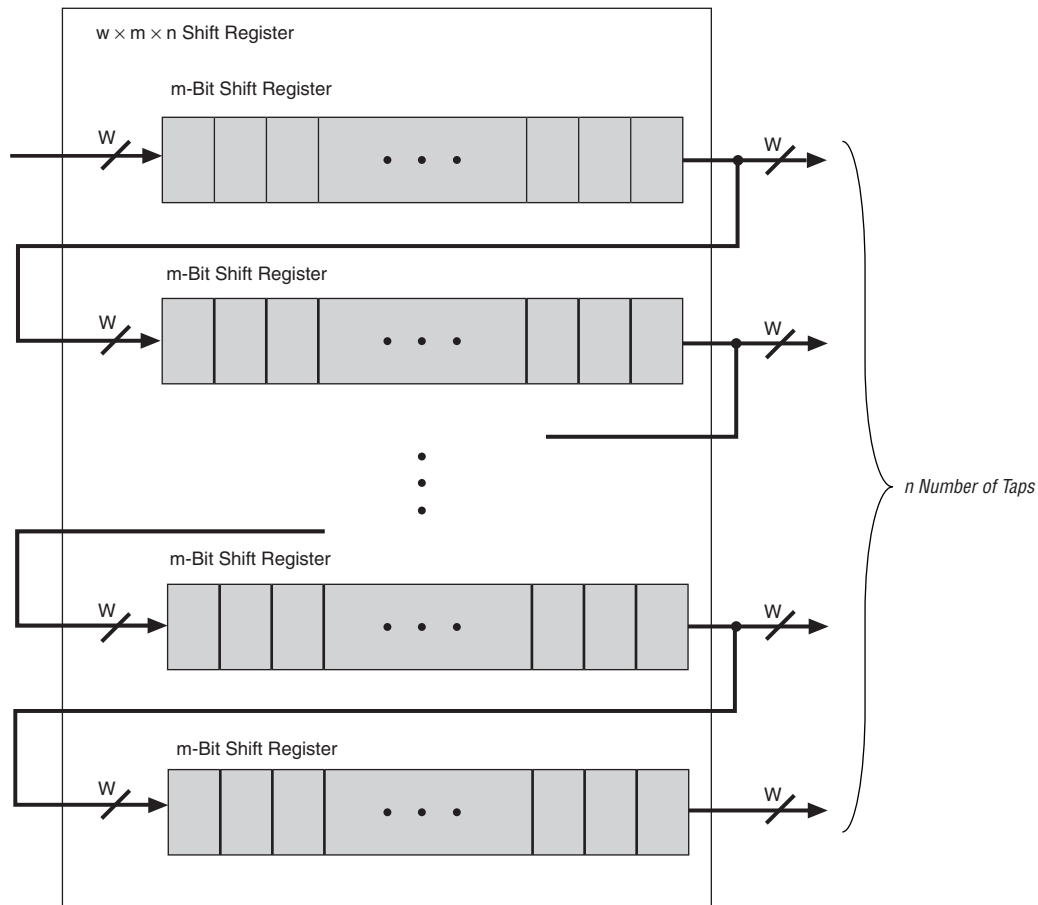 w × m × n Shift Register
m-Bit Shift Register
W
W
m-Bit Shift Register
W
W
n Number of Taps
m-Bit Shift Register
W
W
m-Bit Shift Register
W
W